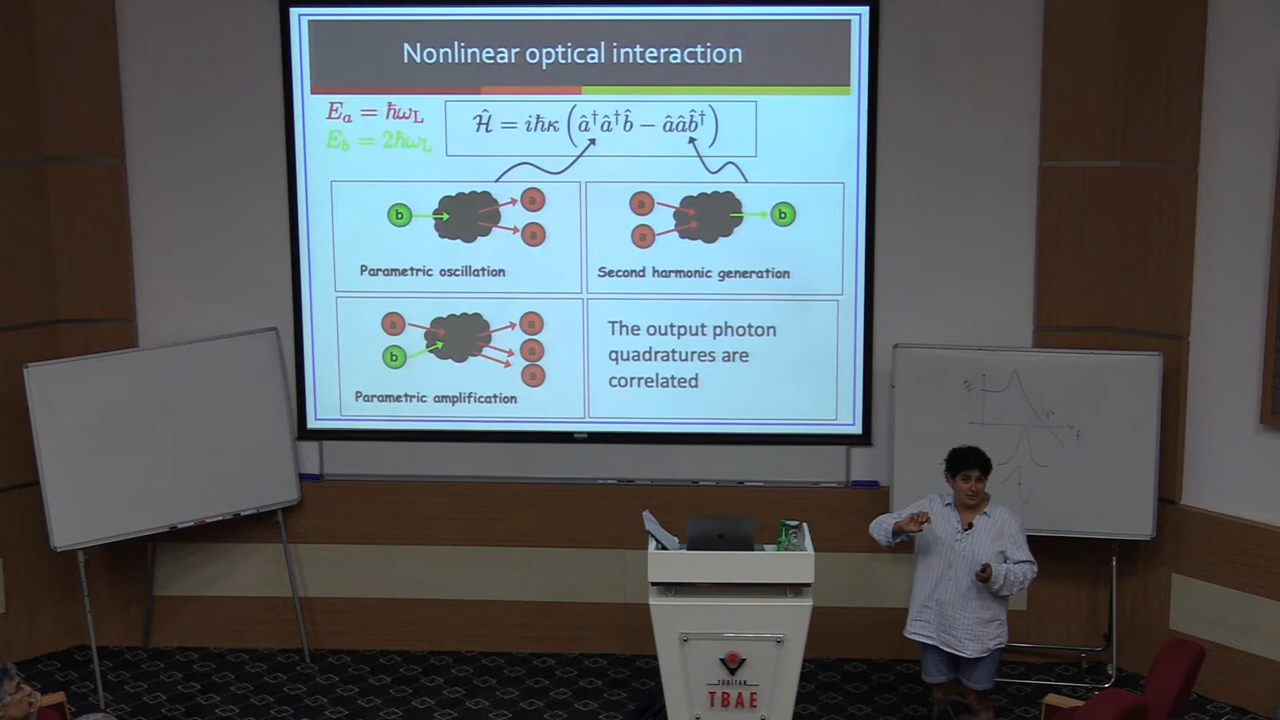 Nonlinear optical interaction
E_a = ħω_L
E_b = 2ħω_L
Ĥ = iħκ (â†â†b̂ − ââb̂†)
b
a
a
Parametric oscillation
a
a
b
Second harmonic generation
a
b
a
a
a
Parametric amplification
The output photon
quadratures are
correlated
TÜBİTAK
TBAE